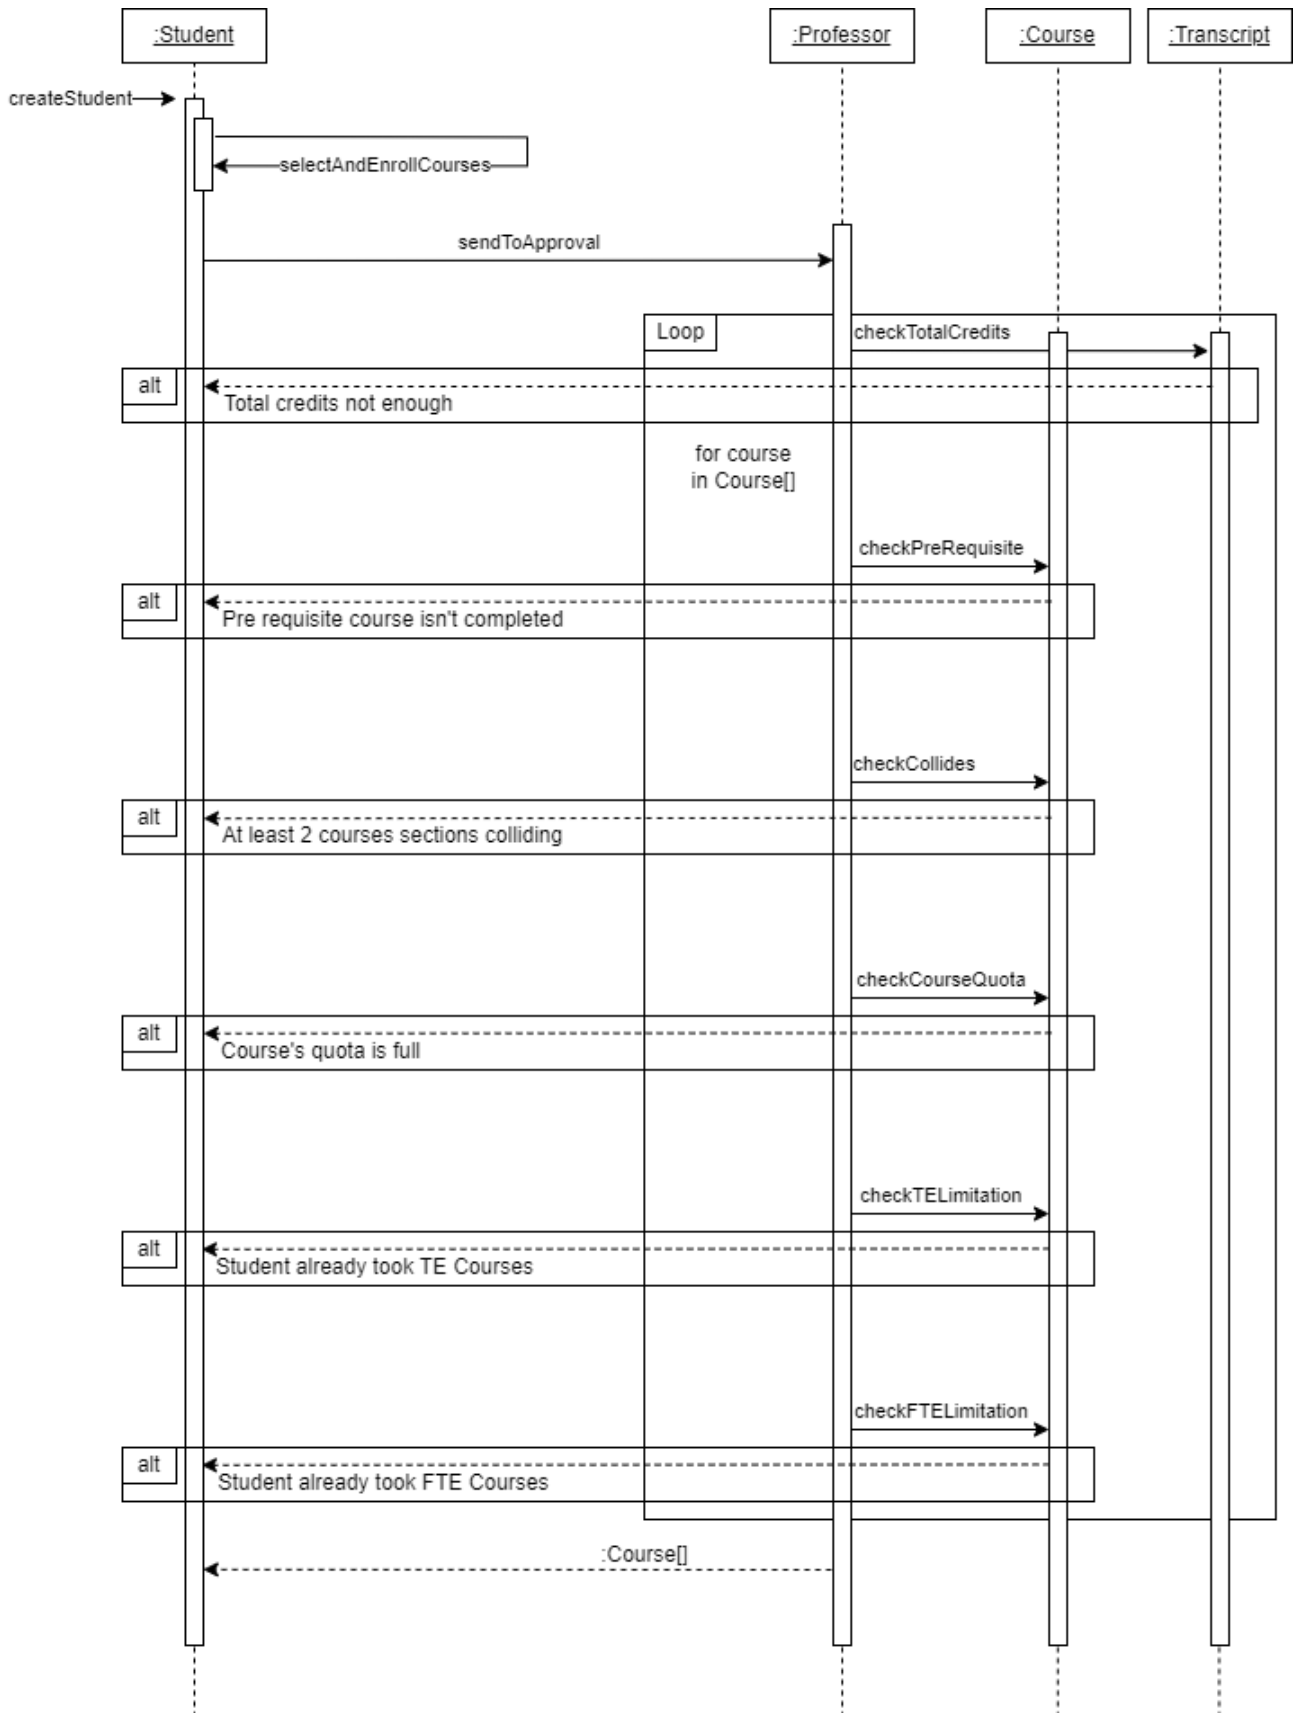 :Student
:Professor
:Course
:Transcript
createStudent
selectAndEnrollCourses
sendToApproval
Loop
checkTotalCredits
alt
Total credits not enough
for course
in Course[]
checkPreRequisite
alt
Pre requisite course isn't completed
checkCollides
alt
At least 2 courses sections colliding
checkCourseQuota
alt
Course's quota is full
checkTELimitation
alt
Student already took TE Courses
checkFTELimitation
alt
Student already took FTE Courses
:Course[]